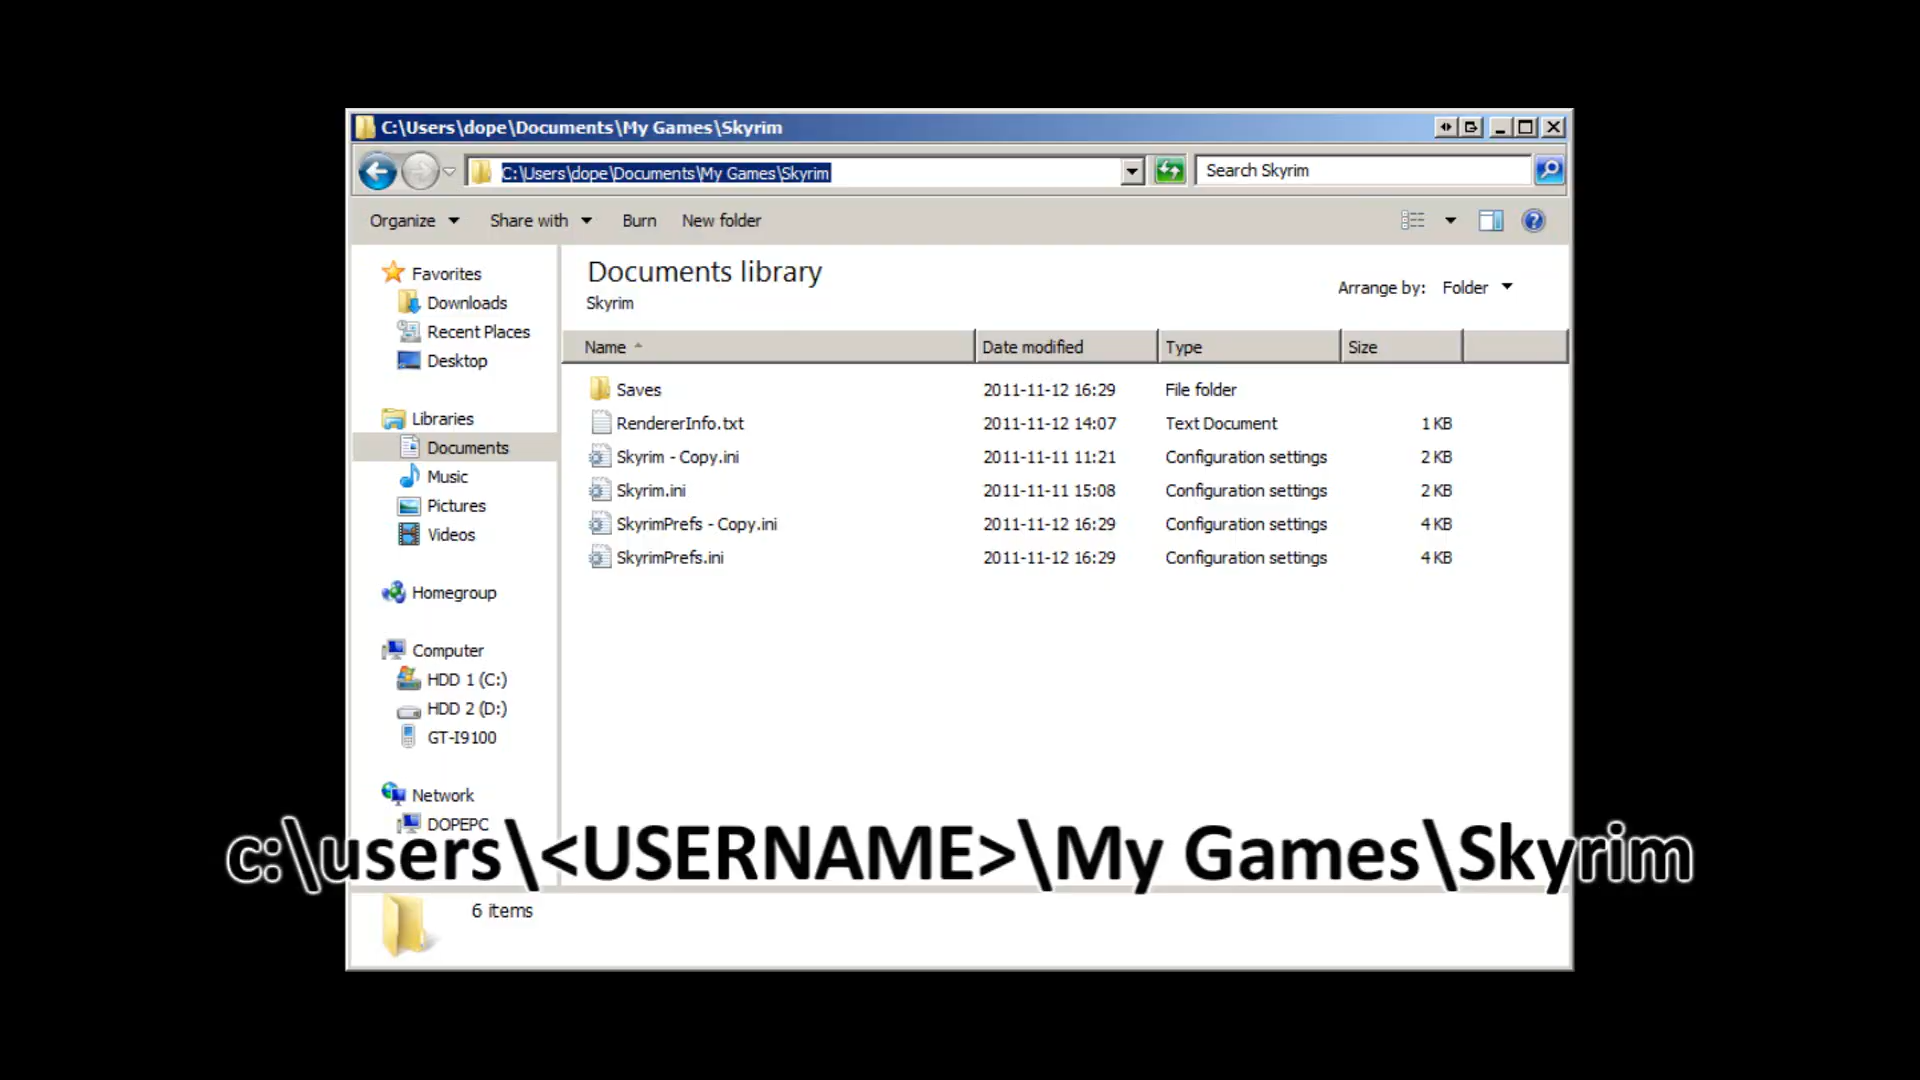 C:\Users\dope\Documents\My Games\Skyrim
C:\Users\dope\Documents\My Games\Skyrim
Search Skyrim
Organize
Share with
Burn
New folder
Favorites
Downloads
Recent Places
Desktop
Libraries
Documents
Music
Pictures
Videos
Homegroup
Computer
HDD 1 (C:)
HDD 2 (D:)
GT-I9100
Network
DOPEPC
Documents library
Skyrim
Arrange by: Folder
Name Date modified Type Size
Saves 2011-11-12 16:29 File folder
RendererInfo.txt 2011-11-12 14:07 Text Document 1 KB
Skyrim - Copy.ini 2011-11-11 11:21 Configuration settings 2 KB
Skyrim.ini 2011-11-11 15:08 Configuration settings 2 KB
SkyrimPrefs - Copy.ini 2011-11-12 16:29 Configuration settings 4 KB
SkyrimPrefs.ini 2011-11-12 16:29 Configuration settings 4 KB
c:\users\<USERNAME>\My Games\Skyrim
6 items